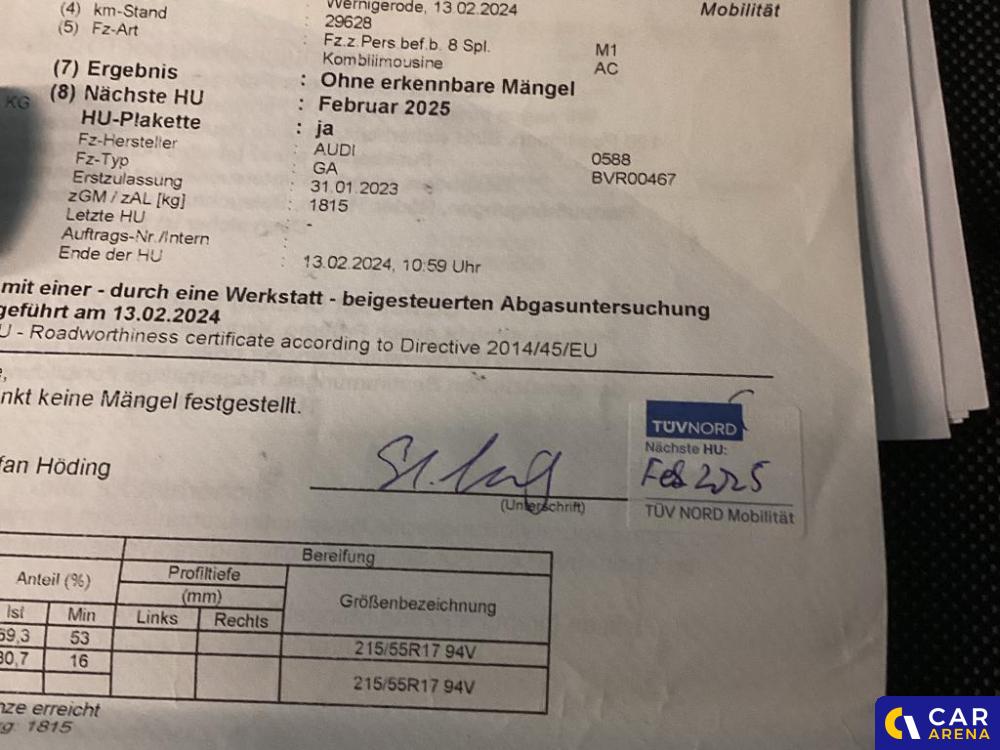 Wernigerode, 13.02.2024
Mobilität
(4) km-Stand : 29628
(5) Fz-Art : Fz.z.Pers.bef.b. 8 Spl. M1
Kombilimousine AC
(7) Ergebnis : Ohne erkennbare Mängel
KG
(8) Nächste HU : Februar 2025
HU-Plakette : ja
Fz-Hersteller : AUDI 0588
Fz-Typ : GA BVR00467
Erstzulassung : 31.01.2023
zGM / zAL [kg] : 1815
Letzte HU : -
Auftrags-Nr./Intern :
Ende der HU : 13.02.2024, 10:59 Uhr
mit einer - durch eine Werkstatt - beigesteuerten Abgasuntersuchung
geführt am 13.02.2024
U - Roadworthiness certificate according to Directive 2014/45/EU
nkt keine Mängel festgestellt.
TÜVNORD
Nächste HU:
Feb 2025
TÜV NORD Mobilität
fan Höding
(Unterschrift)
Bereifung
Anteil (%) Profiltiefe (mm) Größenbezeichnung
Ist Min Links Rechts
59,3 53 215/55R17 94V
30,7 16 215/55R17 94V
nze erreicht
g: 1815
CAR
ARENA